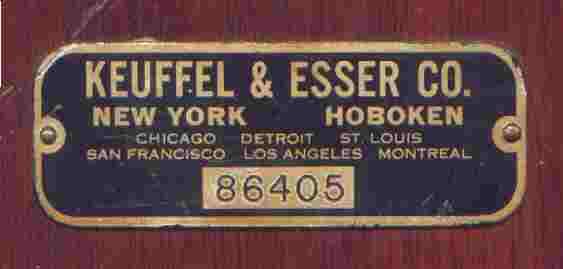 KEUFFEL & ESSER CO.
NEW YORK HOBOKEN
CHICAGO DETROIT ST. LOUIS
SAN FRANCISCO LOS ANGELES MONTREAL
86405